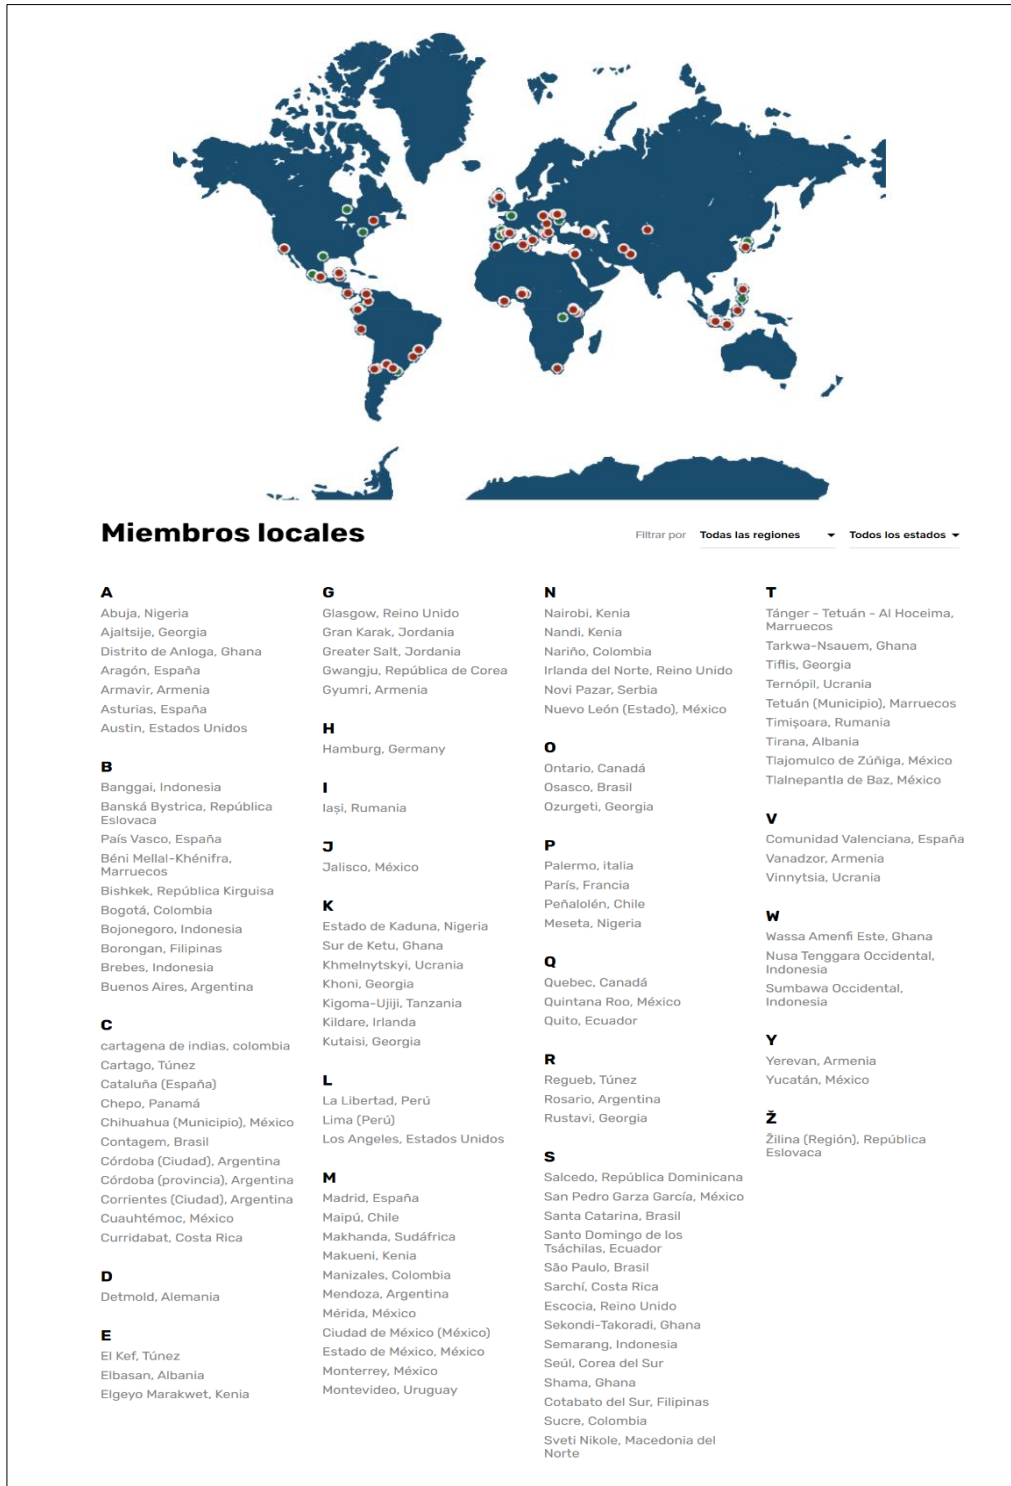 Miembros locales
Filtrar por Todas las regiones Todos los estados
A
Abuja, Nigeria
Ajaltsije, Georgia
Distrito de Anloga, Ghana
Aragón, España
Armavir, Armenia
Asturias, España
Austin, Estados Unidos
B
Banggai, Indonesia
Banská Bystrica, República
Eslovaca
País Vasco, España
Béni Mellal-Khénifra,
Marruecos
Bishkek, República Kirguisa
Bogotá, Colombia
Bojonegoro, Indonesia
Borongan, Filipinas
Brebes, Indonesia
Buenos Aires, Argentina
C
cartagena de indias, colombia
Cartago, Túnez
Cataluña (España)
Chepo, Panamá
Chihuahua (Municipio), México
Contagem, Brasil
Córdoba (Ciudad), Argentina
Córdoba (provincia), Argentina
Corrientes (Ciudad), Argentina
Cuauhtémoc, México
Curridabat, Costa Rica
D
Detmold, Alemania
E
El Kef, Túnez
Elbasan, Albania
Elgeyo Marakwet, Kenia
G
Glasgow, Reino Unido
Gran Karak, Jordania
Greater Salt, Jordania
Gwangju, República de Corea
Gyumri, Armenia
H
Hamburg, Germany
I
Iași, Rumania
J
Jalisco, México
K
Estado de Kaduna, Nigeria
Sur de Ketu, Ghana
Khmelnytskyi, Ucrania
Khoni, Georgia
Kigoma-Ujiji, Tanzania
Kildare, Irlanda
Kutaisi, Georgia
L
La Libertad, Perú
Lima (Perú)
Los Angeles, Estados Unidos
M
Madrid, España
Maipú, Chile
Makhanda, Sudáfrica
Makueni, Kenia
Manizales, Colombia
Mendoza, Argentina
Mérida, México
Ciudad de México (México)
Estado de México, México
Monterrey, México
Montevideo, Uruguay
N
Nairobi, Kenia
Nandi, Kenia
Nariño, Colombia
Irlanda del Norte, Reino Unido
Novi Pazar, Serbia
Nuevo León (Estado), México
O
Ontario, Canadá
Osasco, Brasil
Ozurgeti, Georgia
P
Palermo, italia
París, Francia
Peñalolén, Chile
Meseta, Nigeria
Q
Quebec, Canadá
Quintana Roo, México
Quito, Ecuador
R
Regueb, Túnez
Rosario, Argentina
Rustavi, Georgia
S
Salcedo, República Dominicana
San Pedro Garza García, México
Santa Catarina, Brasil
Santo Domingo de los
Tsáchilas, Ecuador
São Paulo, Brasil
Sarchí, Costa Rica
Escocia, Reino Unido
Sekondi-Takoradi, Ghana
Semarang, Indonesia
Seúl, Corea del Sur
Shama, Ghana
Cotabato del Sur, Filipinas
Sucre, Colombia
Sveti Nikole, Macedonia del
Norte
T
Tánger - Tetuán - Al Hoceima,
Marruecos
Tarkwa-Nsauem, Ghana
Tiflis, Georgia
Ternópil, Ucrania
Tetuán (Municipio), Marruecos
Timișoara, Rumania
Tirana, Albania
Tlajomulco de Zúñiga, México
Tlalnepantla de Baz, México
V
Comunidad Valenciana, España
Vanadzor, Armenia
Vinnytsia, Ucrania
W
Wassa Amenfi Este, Ghana
Nusa Tenggara Occidental,
Indonesia
Sumbawa Occidental,
Indonesia
Y
Yerevan, Armenia
Yucatán, México
Ž
Žilina (Región), República
Eslovaca